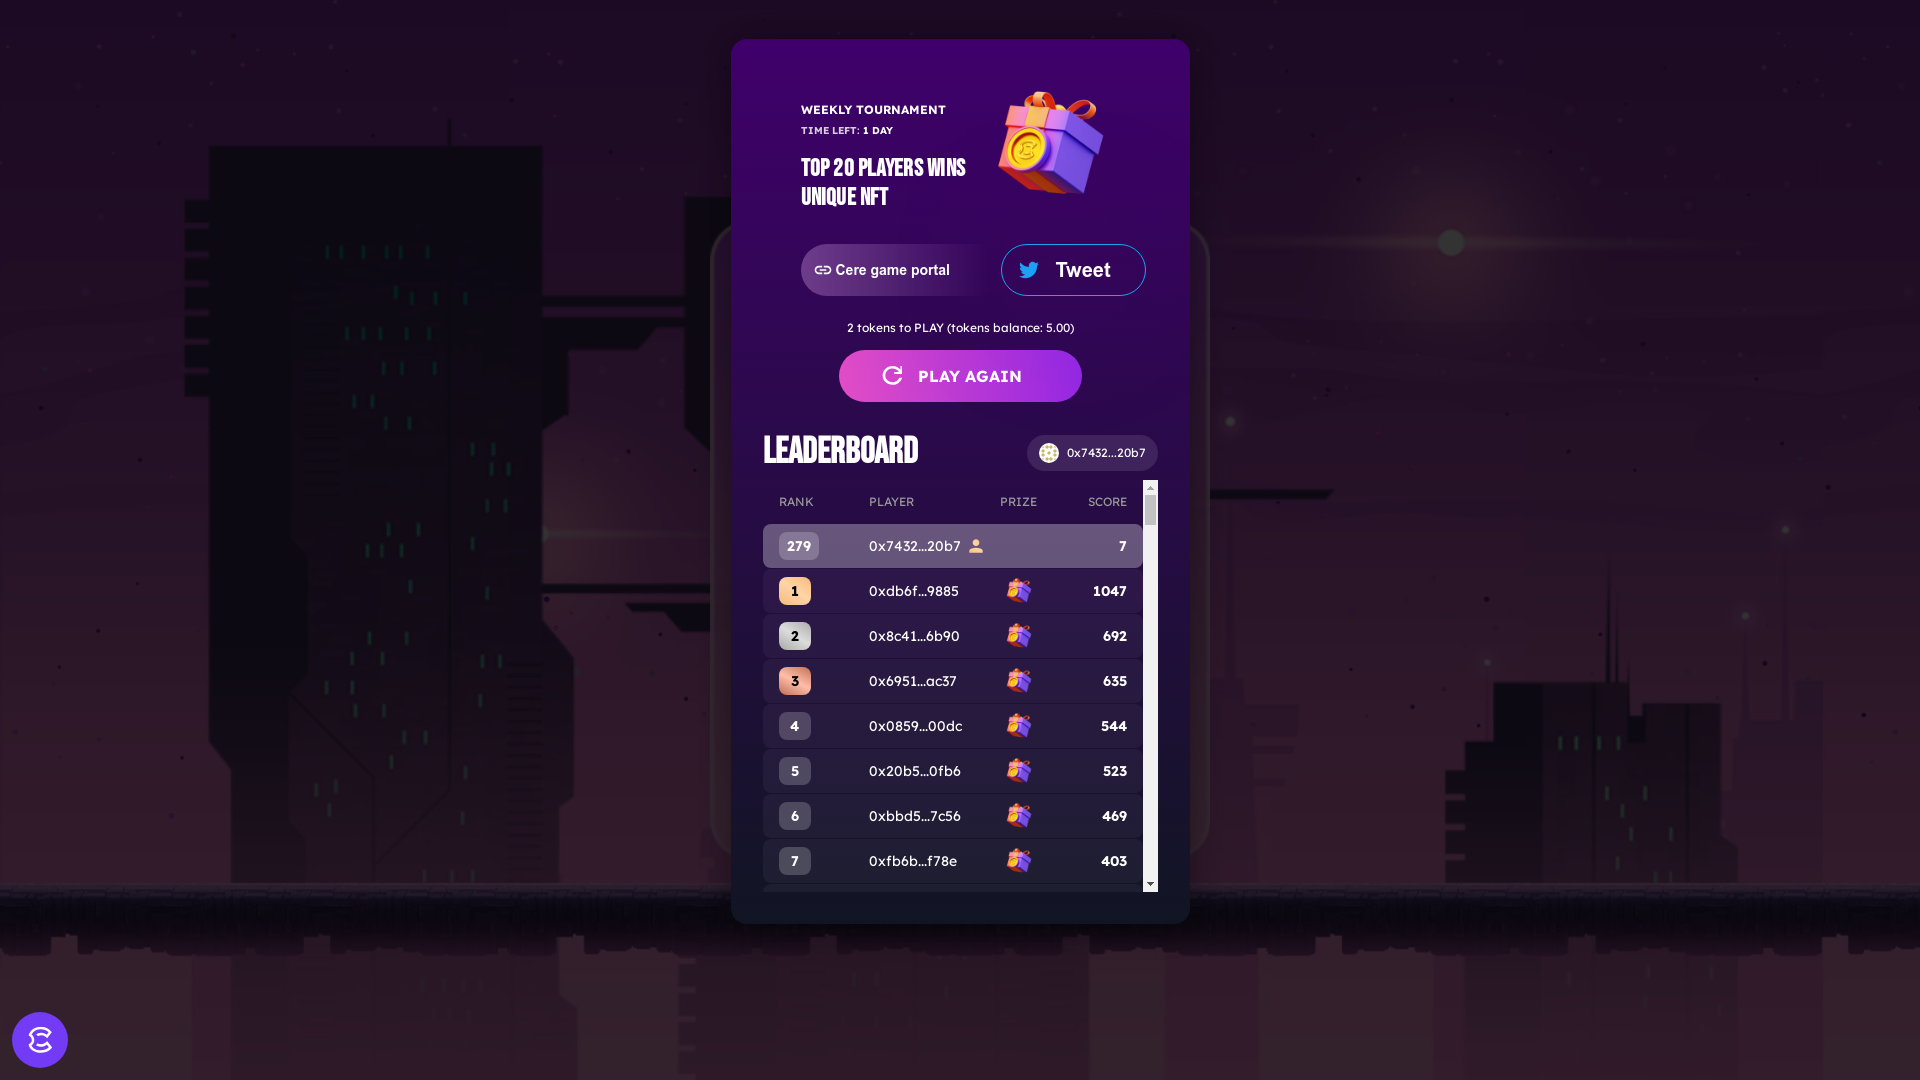 WEEKLY TOURNAMENT
TIME LEFT: 1 DAY
TOP 20 PLAYERS WINS
UNIQUE NFT
Cere game portal
Tweet
2 tokens to PLAY (tokens balance: 5.00)
PLAY AGAIN
LEADERBOARD
0x7432...20b7
RANK PLAYER PRIZE SCORE
279 0x7432...20b7 7
1 0xdb6f...9885 1047
2 0x8c41...6b90 692
3 0x6951...ac37 635
4 0x0859...00dc 544
5 0x20b5...0fb6 523
6 0xbbd5...7c56 469
7 0xfb6b...f78e 403